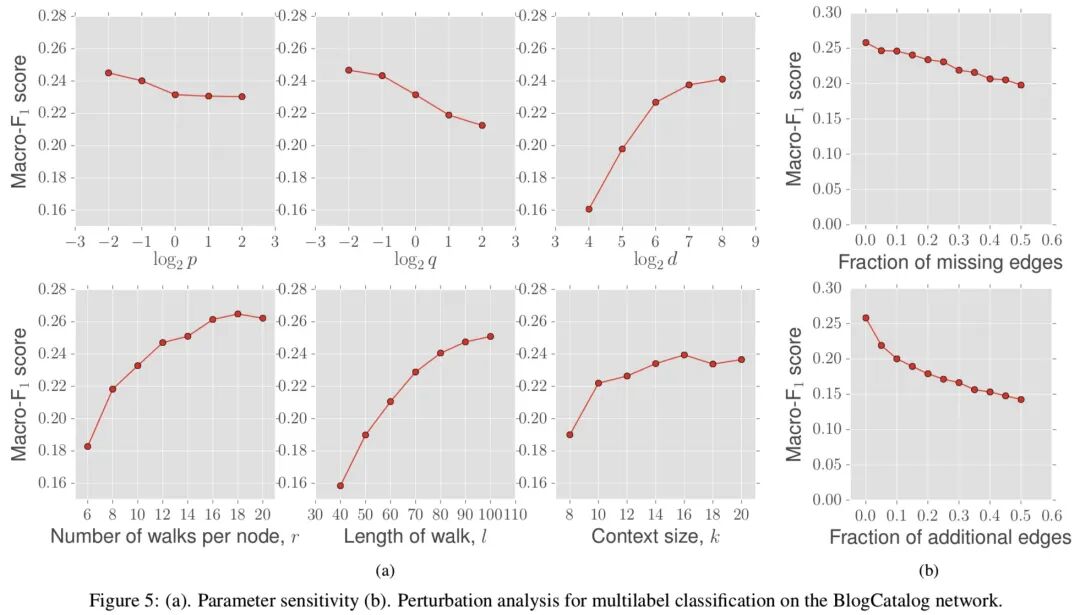 0.28
0.26
0.24
0.22
0.20
0.18
0.16
Macro-F₁ score
−3 −2 −1 0 1 2 3
log₂ p
0.28
0.26
0.24
0.22
0.20
0.18
0.16
−3 −2 −1 0 1 2 3
log₂ q
0.28
0.26
0.24
0.22
0.20
0.18
0.16
3 4 5 6 7 8 9
log₂ d
0.30
0.25
0.20
0.15
0.10
0.05
0.00
Macro-F₁ score
0.0 0.1 0.2 0.3 0.4 0.5 0.6
Fraction of missing edges
0.28
0.26
0.24
0.22
0.20
0.18
0.16
Macro-F₁ score
6 8 10 12 14 16 18 20
Number of walks per node, r
0.28
0.26
0.24
0.22
0.20
0.18
0.16
30 40 50 60 70 80 90 100 110
Length of walk, l
0.28
0.26
0.24
0.22
0.20
0.18
0.16
8 10 12 14 16 18 20
Context size, k
0.30
0.25
0.20
0.15
0.10
0.05
0.00
Macro-F₁ score
0.0 0.1 0.2 0.3 0.4 0.5 0.6
Fraction of additional edges
(a)
(b)
Figure 5: (a). Parameter sensitivity (b). Perturbation analysis for multilabel classification on the BlogCatalog network.